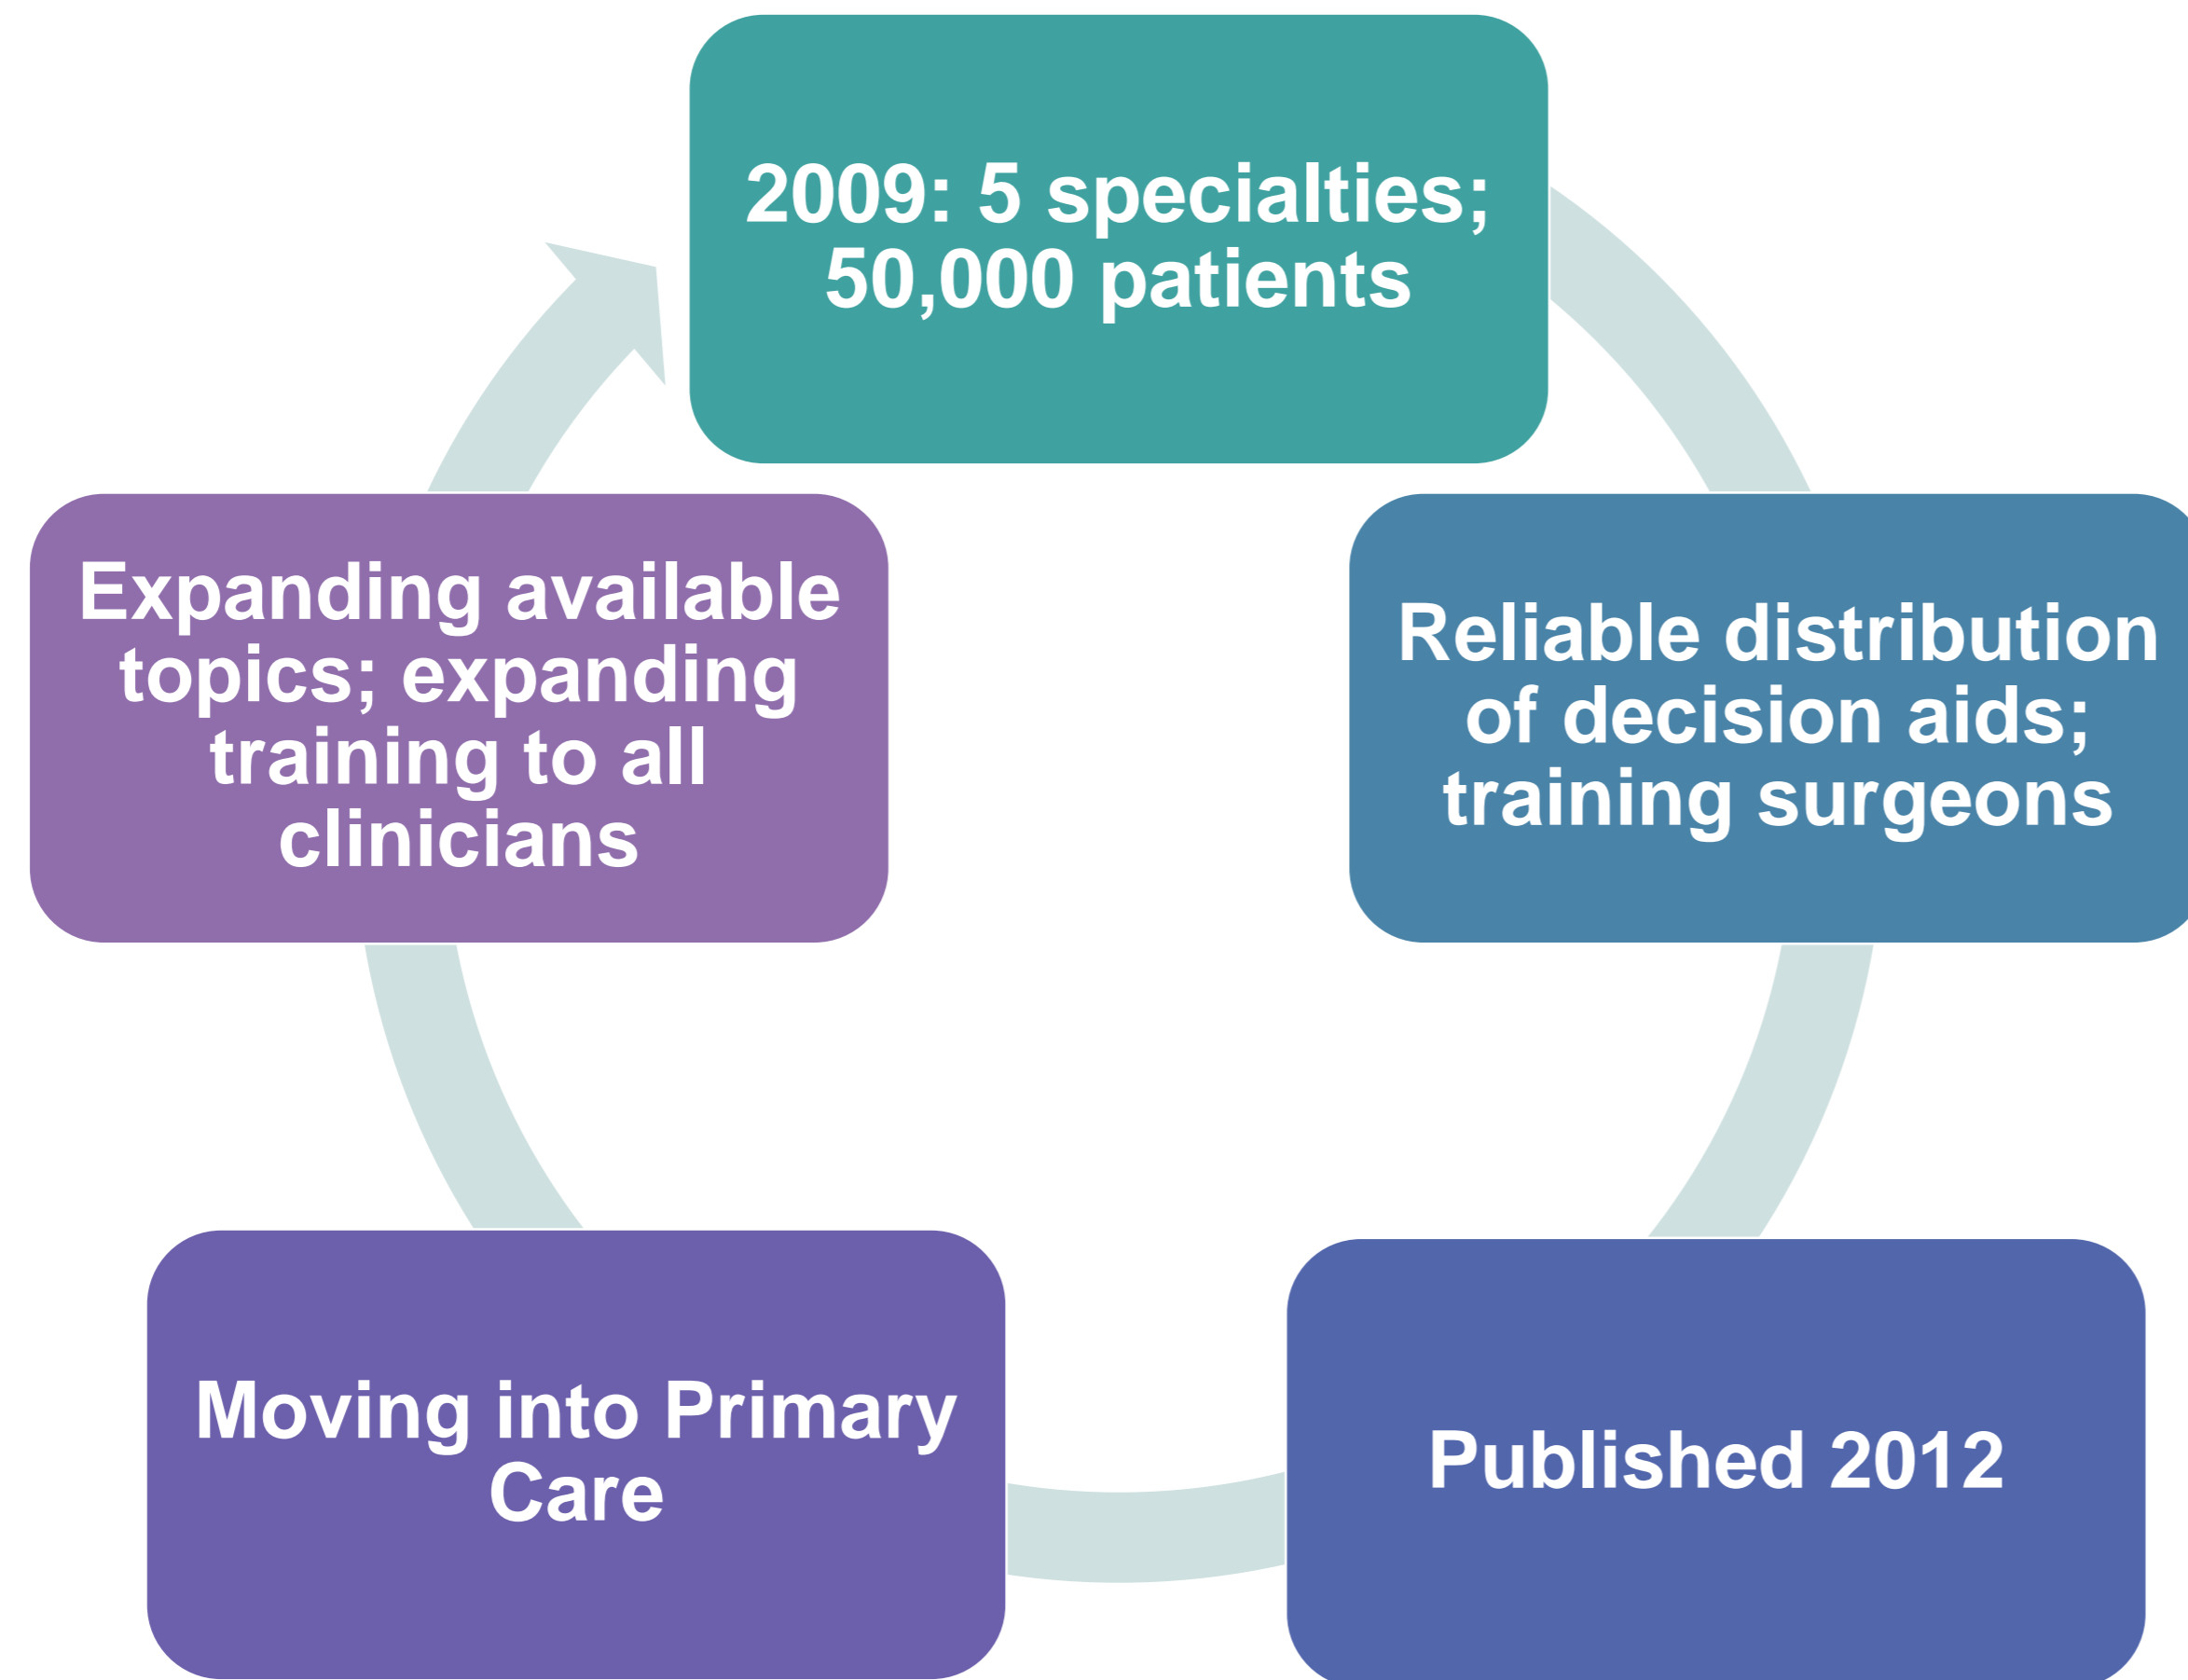 2009: 5 specialties;
50,000 patients
Reliable distribution
of decision aids;
training surgeons
Published 2012
Moving into Primary
Care
Expanding available
topics; expanding
training to all
clinicians